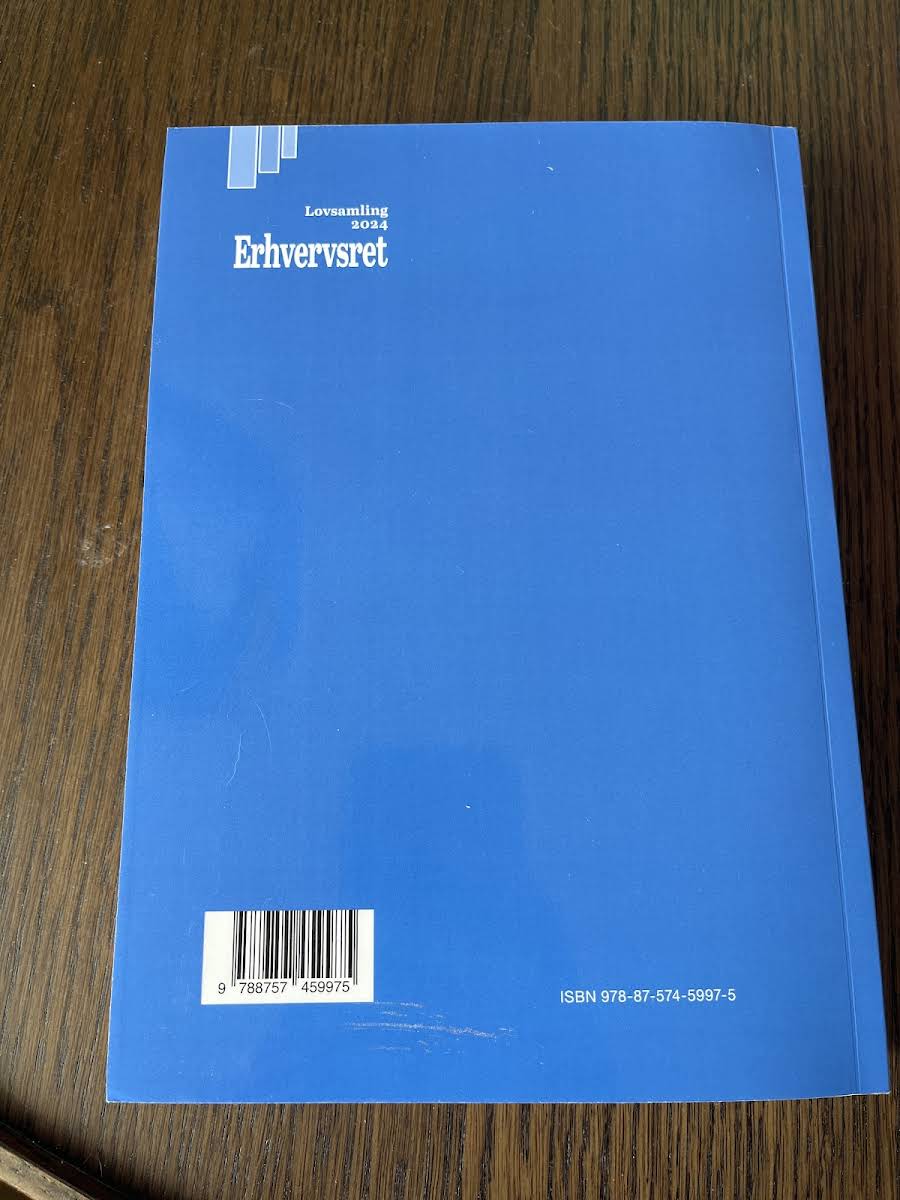 Lovsamling
2024
Erhvervsret
9 788757 459975
ISBN 978-87-574-5997-5